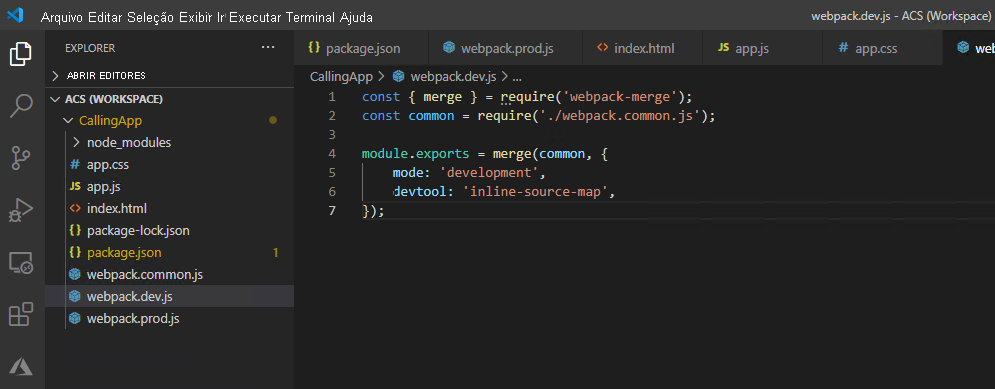 Arquivo Editar Seleção Exibir Ir Executar Terminal Ajuda
webpack.dev.js - ACS (Workspace)
EXPLORER
ABRIR EDITORES
ACS (WORKSPACE)
CallingApp
node_modules
# app.css
JS app.js
<> index.html
{ } package-lock.json
{ } package.json 1
webpack.common.js
webpack.dev.js
webpack.prod.js
{ } package.json
webpack.prod.js
<> index.html
JS app.js
# app.css
web
CallingApp > webpack.dev.js > ...
1 const { merge } = require('webpack-merge');
2 const common = require('./webpack.common.js');
3
4 module.exports = merge(common, {
5 mode: 'development',
6 devtool: 'inline-source-map',
7 });